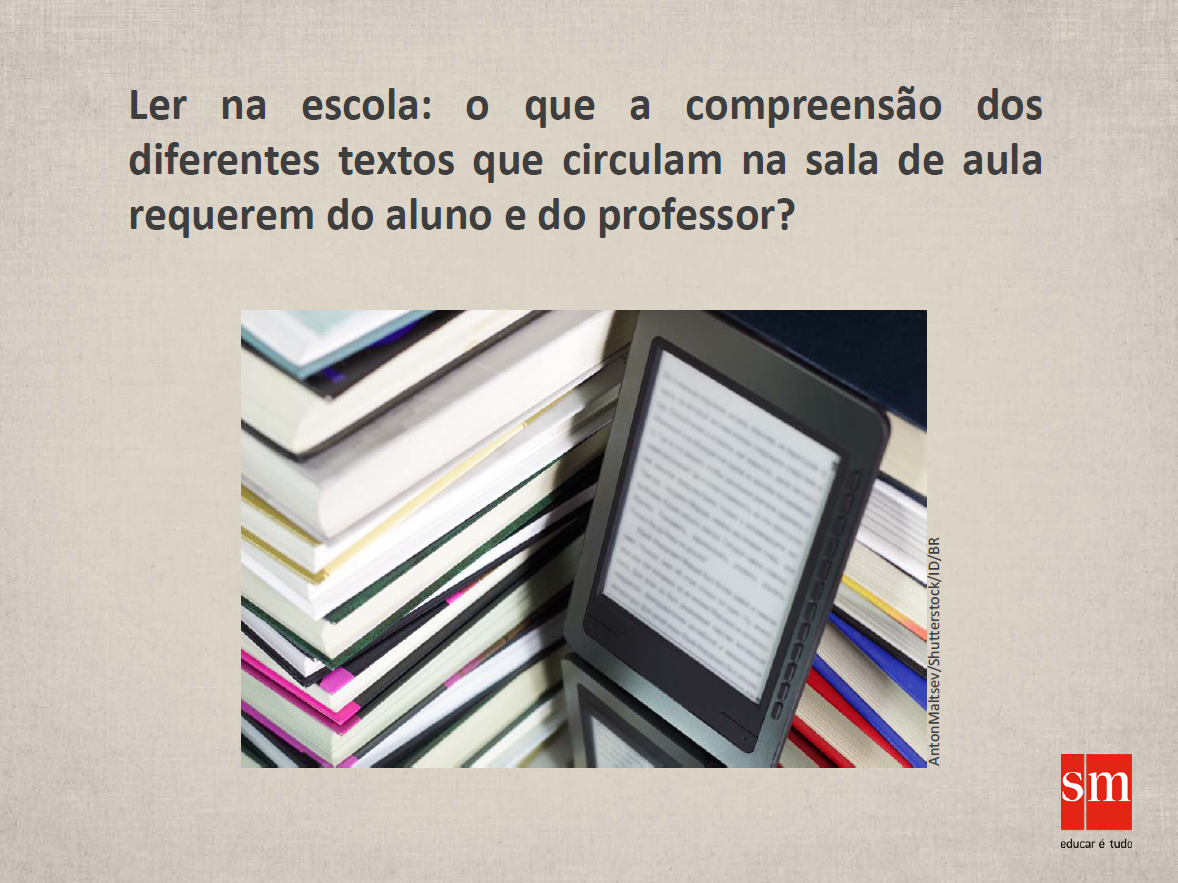 Ler na escola: o que a compreensão dos
diferentes textos que circulam na sala de aula
requerem do aluno e do professor?
AntonMaltsev/Shutterstock/ID/BR
sm
educar é tudo